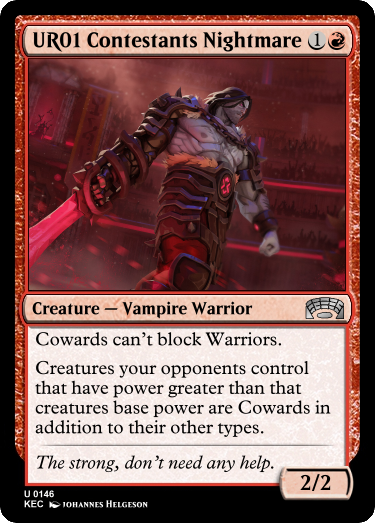 UR01 Contestants Nightmare 1
Creature — Vampire Warrior
Cowards can't block Warriors.
Creatures your opponents control
that have power greater than that
creatures base power are Cowards in
addition to their other types.
The strong, don't need any help.
2/2
U 0146
KEC Johannes Helgeson